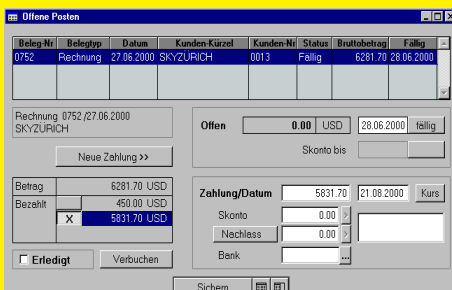 Offene Posten
Beleg-Nr Belegtyp Datum Kunden-Kürzel Kunden-Nr Status Bruttobetrag Fällig
0752 Rechnung 27.06.2000 SKYZÜRICH 0013 Fällig 6281.70 28.06.2000
Rechnung 0752 /27.06.2000
SKYZÜRICH
Offen 0.00 USD 28.06.2000 fällig
Skonto bis
Neue Zahlung >>
Betrag 6281.70 USD
Bezahlt 450.00 USD
X 5831.70 USD
Zahlung/Datum 5831.70 21.08.2000 Kurs
Skonto 0.00 >
Nachlass 0.00 >
Bank ...
Erledigt Verbuchen
Sichern